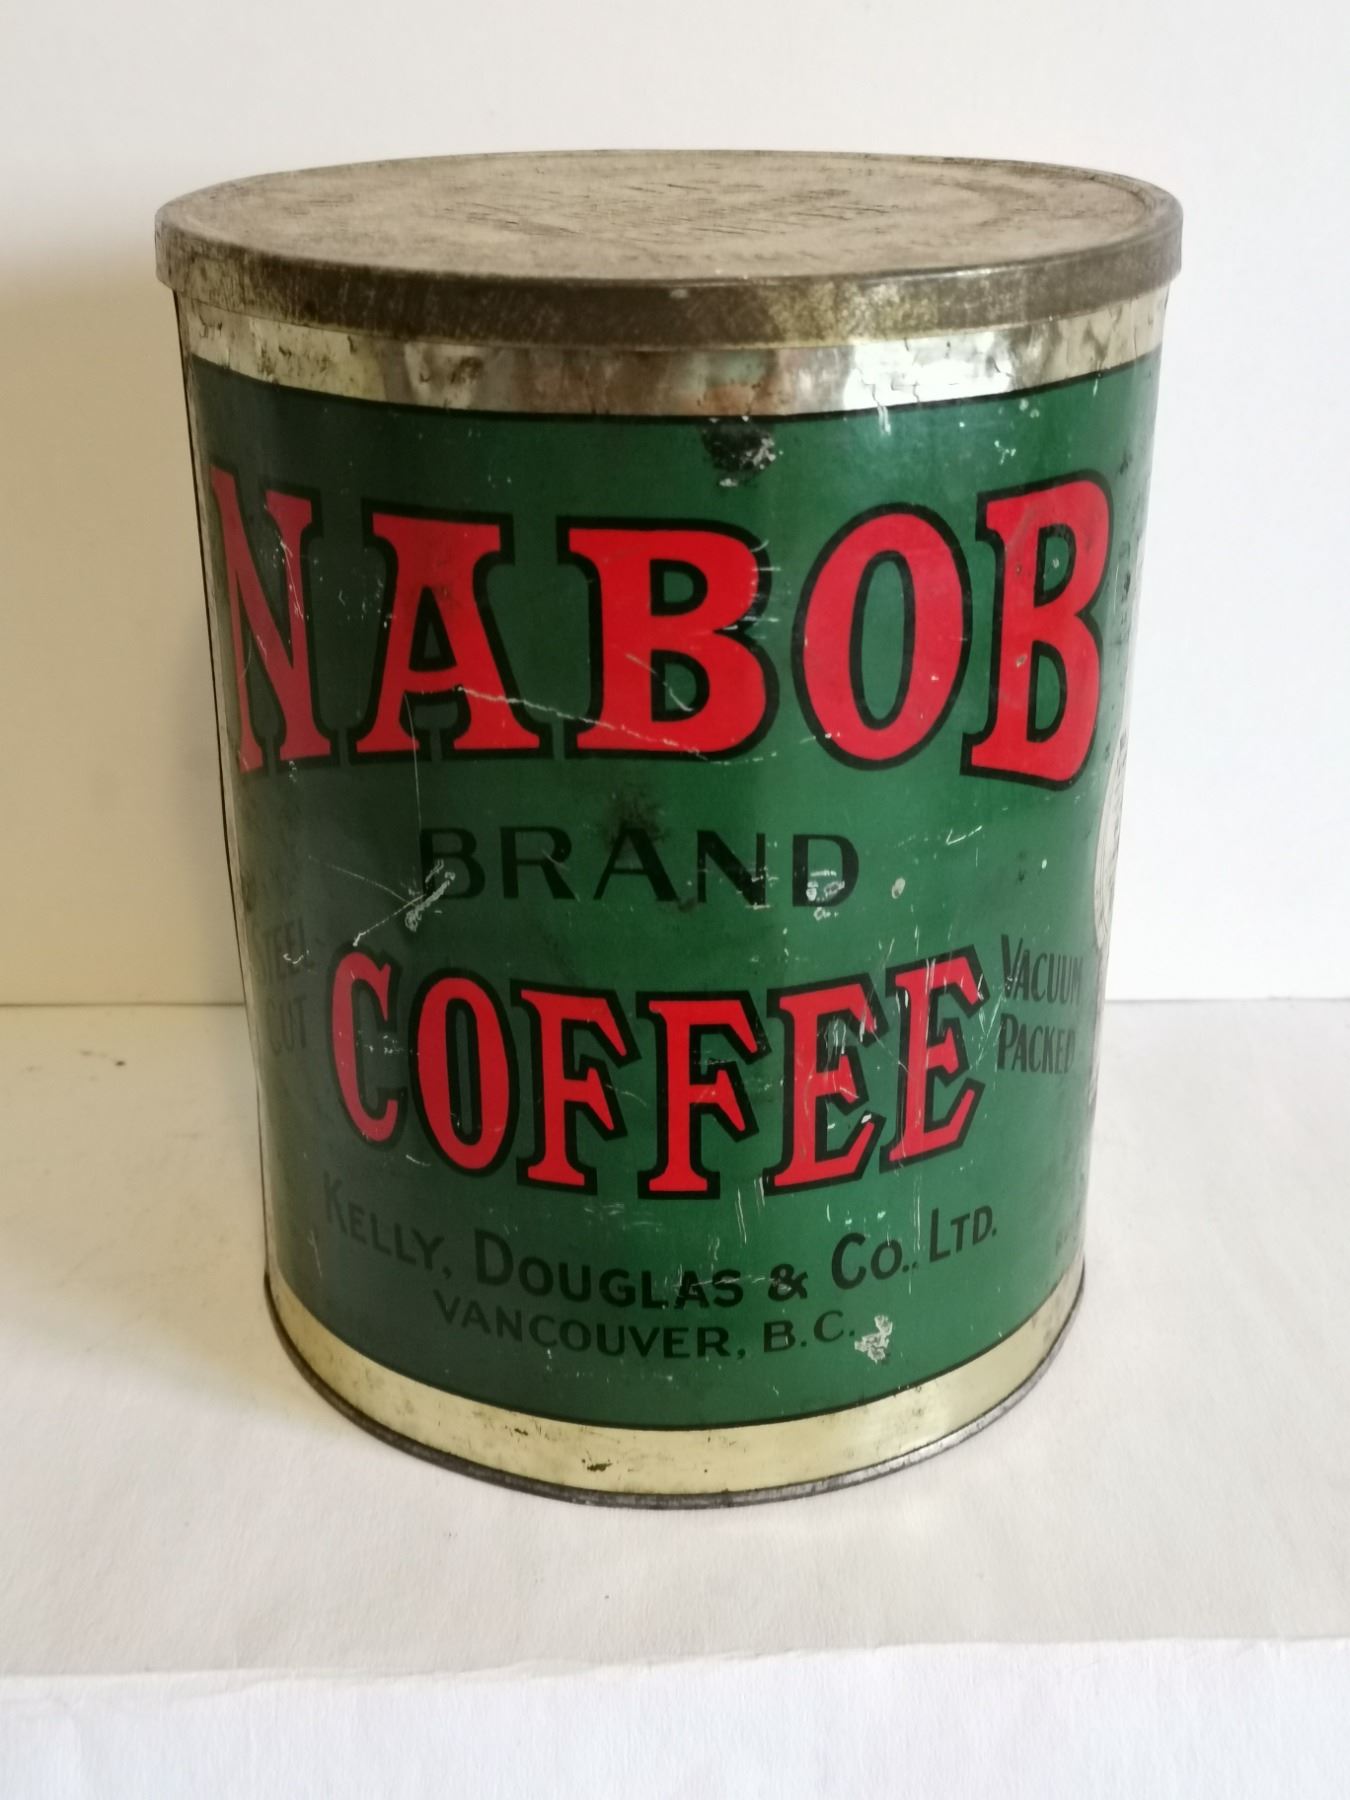 NABOB
BRAND
STEEL
CUT
COFFEE
VACUUM
PACKED
KELLY, DOUGLAS & CO., LTD.
VANCOUVER, B.C.